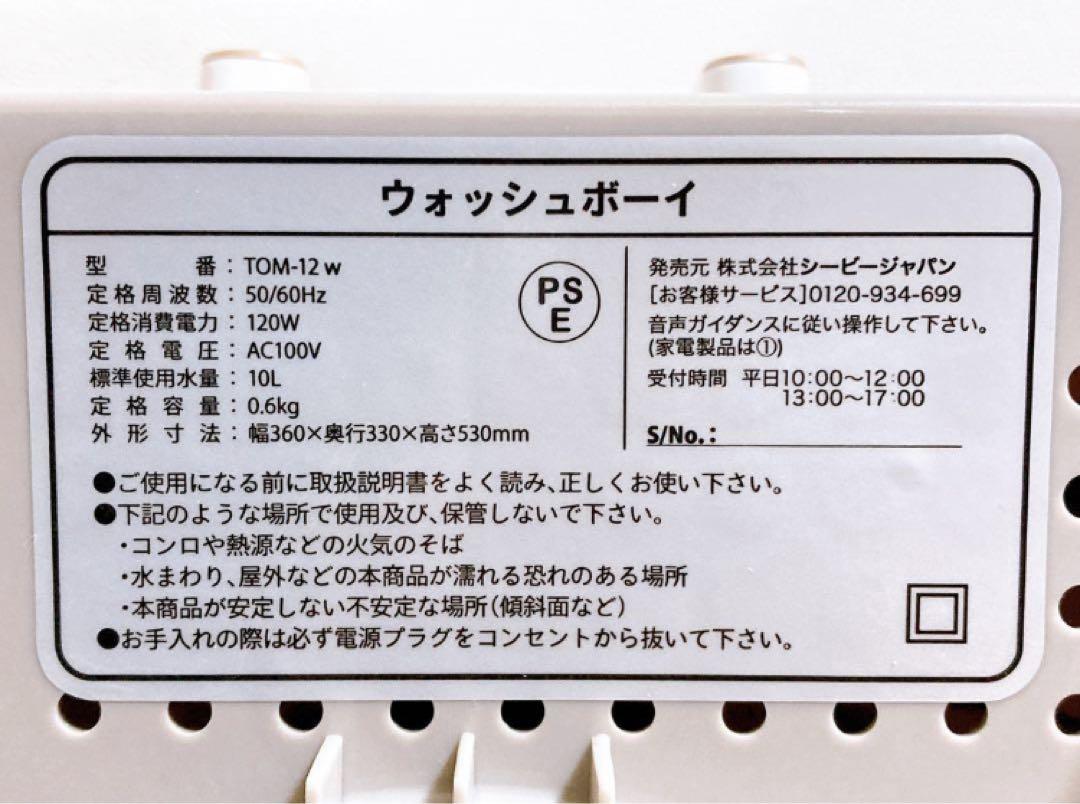 ウォッシュボーイ
型番：TOM-12 w
定格周波数：50/60Hz
定格消費電力：120W
定格電圧：AC100V
標準使用水量：10L
定格容量：0.6kg
外形寸法：幅360×奥行330×高さ530mm
PS
E
発売元 株式会社シービージャパン
[お客様サービス]0120-934-699
音声ガイダンスに従い操作して下さい。
(家電製品は①)
受付時間 平日10:00～12:00
13:00～17:00
S/No.：
●ご使用になる前に取扱説明書をよく読み、正しくお使い下さい。
●下記のような場所で使用及び、保管しないで下さい。
・コンロや熱源などの火気のそば
・水まわり、屋外などの本商品が濡れる恐れのある場所
・本商品が安定しない不安定な場所(傾斜面など)
●お手入れの際は必ず電源プラグをコンセントから抜いて下さい。